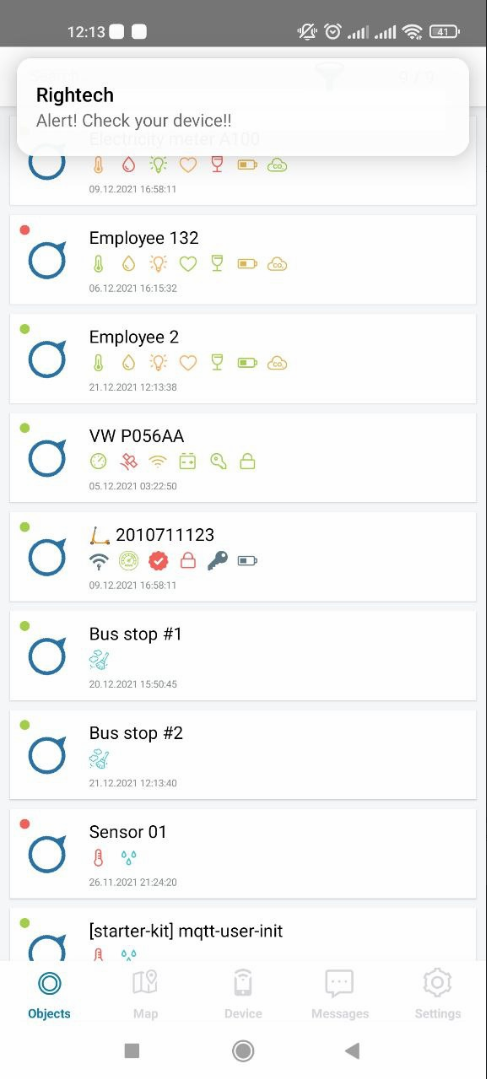 12:13
41
Rightech
Alert! Check your device!!
Electricity meter A100
09.12.2021 16:58:11
Employee 132
CO₂
06.12.2021 16:15:32
Employee 2
CO₂
21.12.2021 12:13:38
VW P056AA
05.12.2021 03:22:50
2010711123
09.12.2021 16:58:11
Bus stop #1
20.12.2021 15:50:45
Bus stop #2
21.12.2021 12:13:40
Sensor 01
26.11.2021 21:24:20
[starter-kit] mqtt-user-init
Objects
Map
Device
Messages
Settings